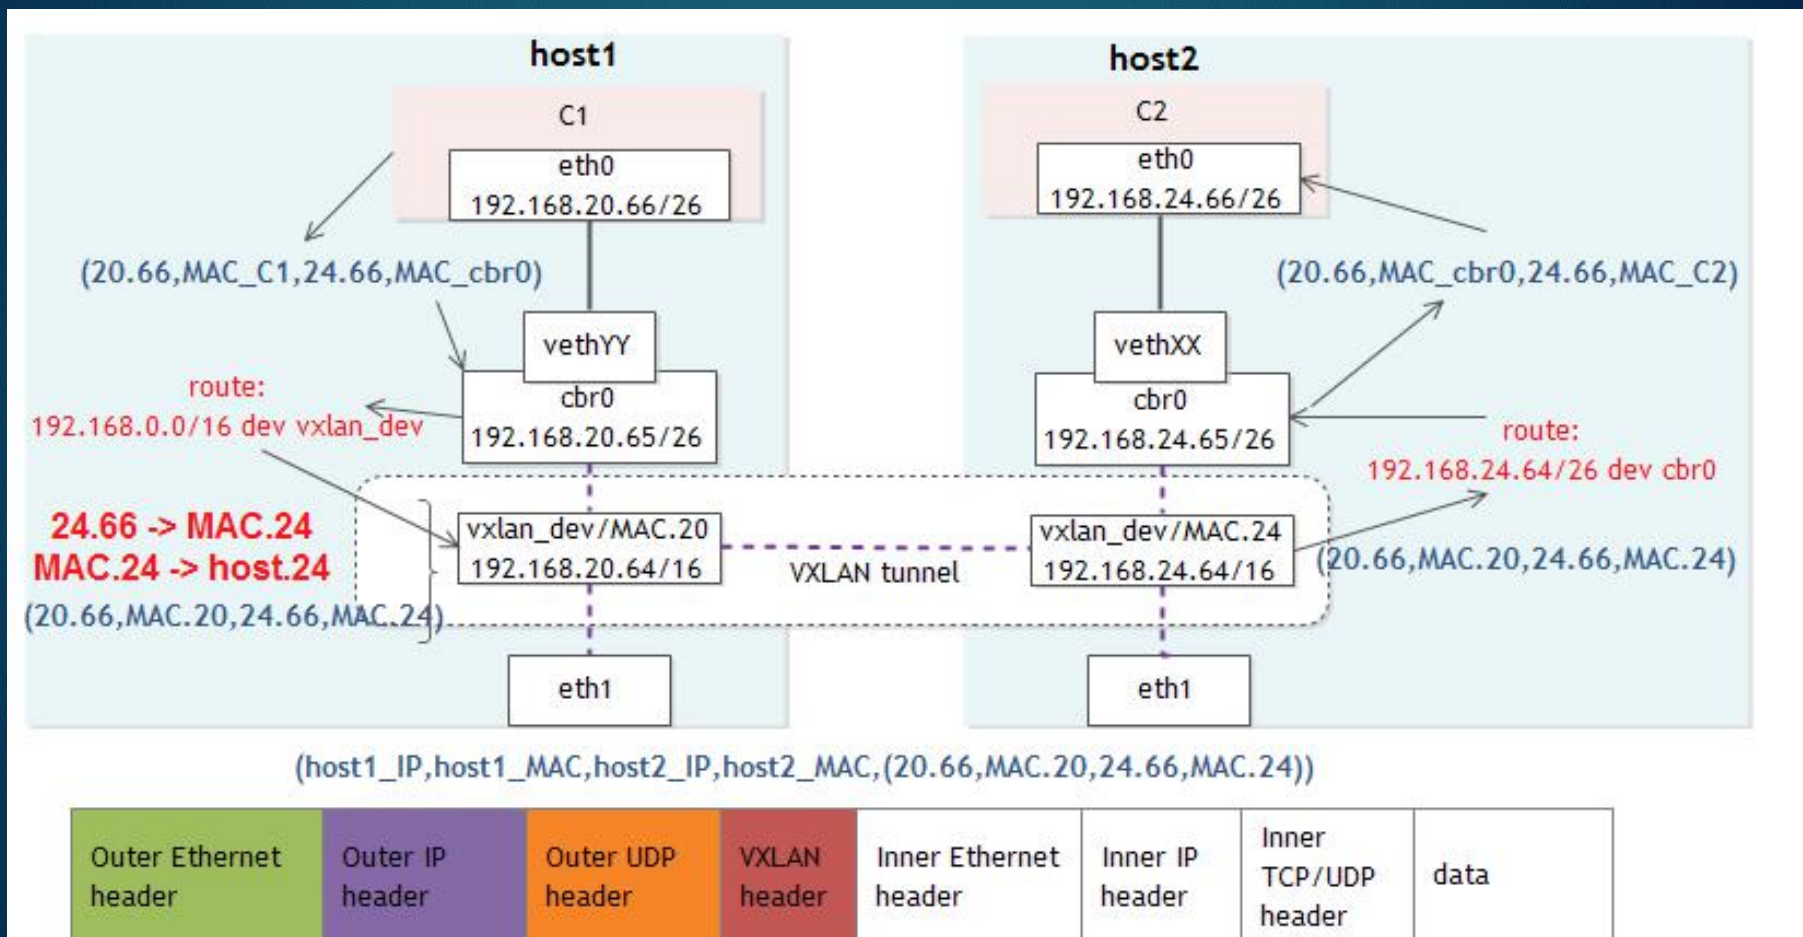 host1
C1
eth0
192.168.20.66/26
(20.66,MAC_C1,24.66,MAC_cbr0)
vethYY
cbr0
192.168.20.65/26
route:
192.168.0.0/16 dev vxlan_dev
24.66 -> MAC.24
MAC.24 -> host.24
(20.66,MAC.20,24.66,MAC.24)
vxlan_dev/MAC.20
192.168.20.64/16
eth1
VXLAN tunnel
host2
C2
eth0
192.168.24.66/26
(20.66,MAC_cbr0,24.66,MAC_C2)
vethXX
cbr0
192.168.24.65/26
route:
192.168.24.64/26 dev cbr0
vxlan_dev/MAC.24
192.168.24.64/16
(20.66,MAC.20,24.66,MAC.24)
eth1
(host1_IP,host1_MAC,host2_IP,host2_MAC,(20.66,MAC.20,24.66,MAC.24))
Outer Ethernet
header
Outer IP
header
Outer UDP
header
VXLAN
header
Inner Ethernet
header
Inner IP
header
Inner
TCP/UDP
header
data